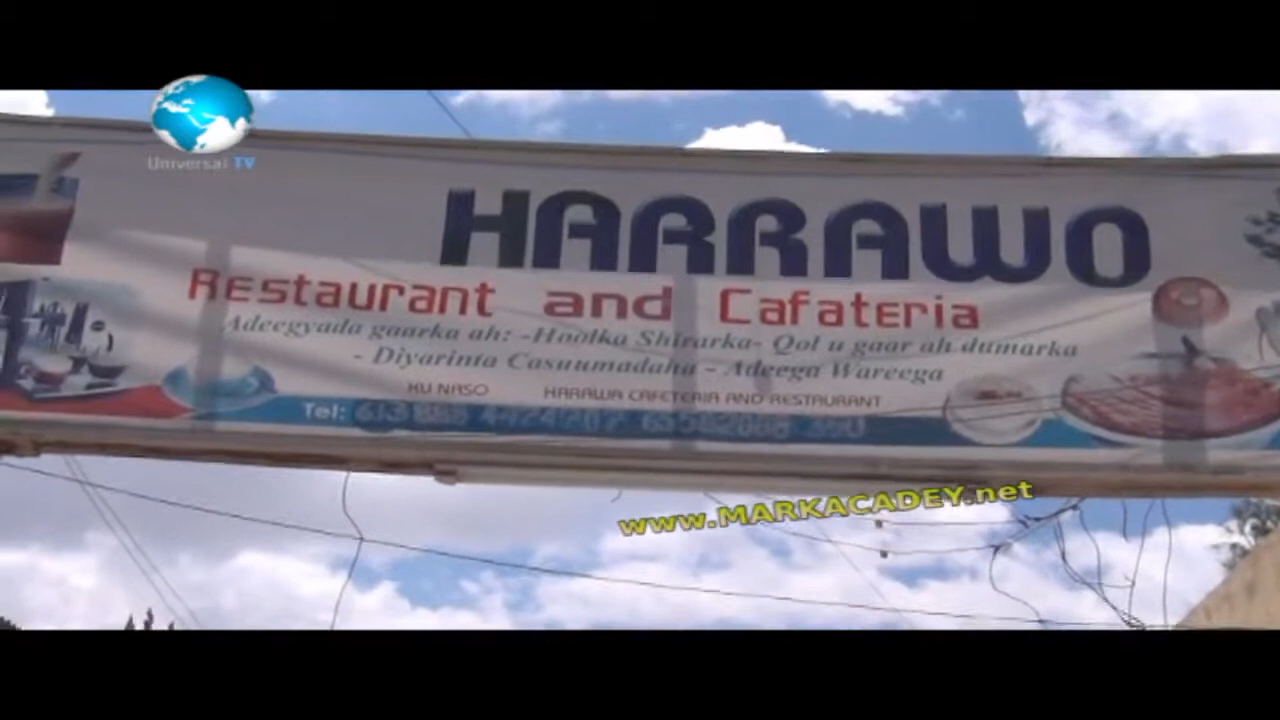 Universal TV
HARRAWO
Restaurant and Cafateria
Adeegyada gaarka ah: -Hoolka Shirarka- Qol u gaar ah dumarka
- Diyarinta Casuumadaha - Adeega Wareega
KU NASO HARAWA CAFETERIA AND RESTAURANT
Tel:
www.MARKACADEY.net